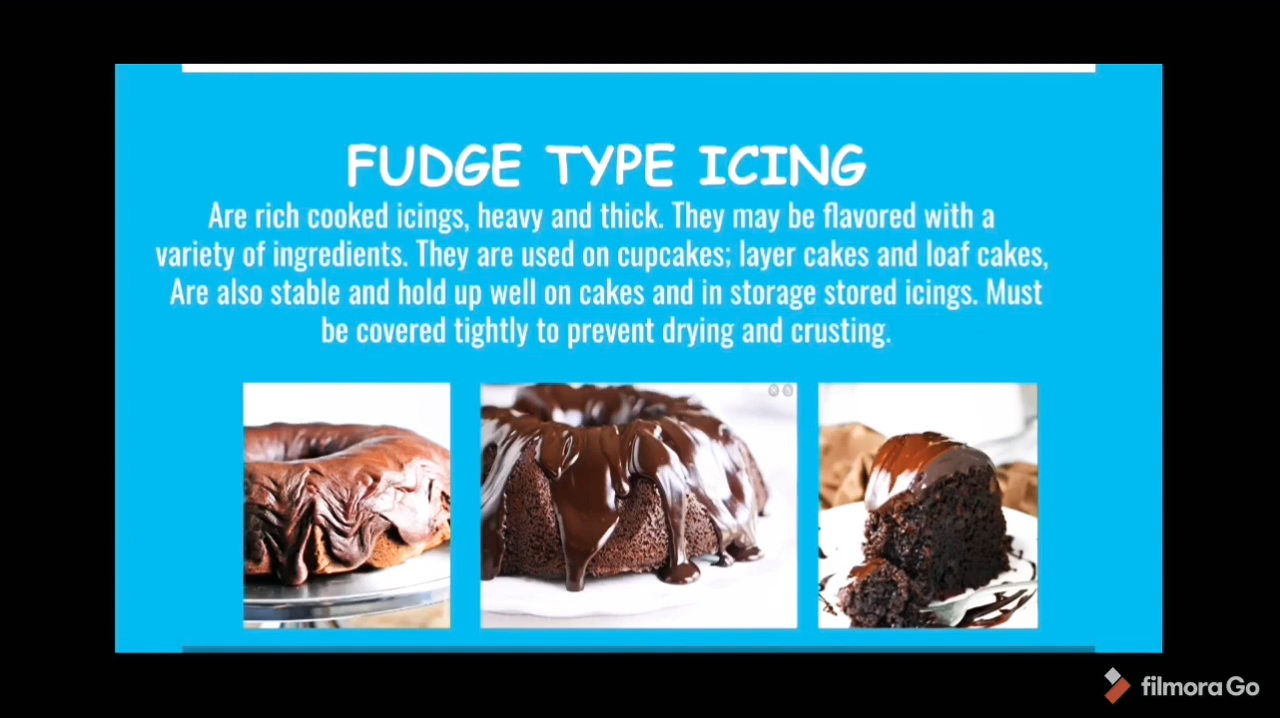 FUDGE TYPE ICING
Are rich cooked icings, heavy and thick. They may be flavored with a
variety of ingredients. They are used on cupcakes; layer cakes and loaf cakes,
Are also stable and hold up well on cakes and in storage stored icings. Must
be covered tightly to prevent drying and crusting.
filmoraGo